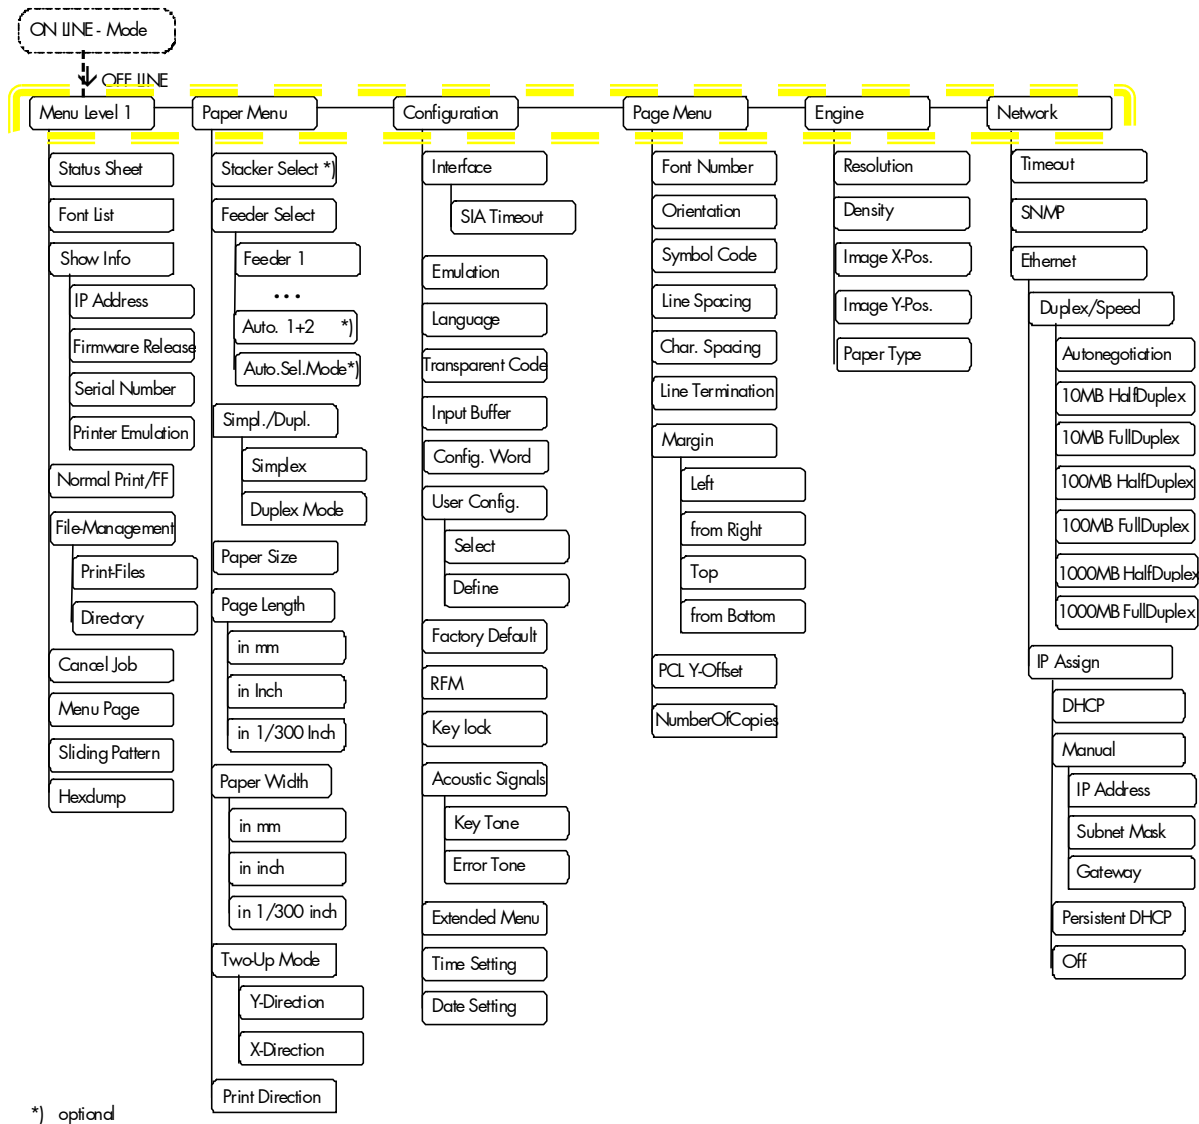 ON LINE - Mode
OFF LINE
Menu Level 1
Status Sheet
Font List
Show Info
IP Address
Firmware Release
Serial Number
Printer Emulation
Normal Print/FF
File-Management
Print-Files
Directory
Cancel Job
Menu Page
Sliding Pattern
Hexdump
Paper Menu
Stacker Select *)
Feeder Select
Feeder 1
...
Auto. 1+2 *)
Auto.Sel.Mode*)
Simpl./Dupl.
Simplex
Duplex Mode
Paper Size
Page Length
in mm
in Inch
in 1/300 Inch
Paper Width
in mm
in inch
in 1/300 inch
Two-Up Mode
Y-Direction
X-Direction
Print Direction
Configuration
Interface
SIA Timeout
Emulation
Language
Transparent Code
Input Buffer
Config. Word
User Config.
Select
Define
Factory Default
RFM
Key lock
Acoustic Signals
Key Tone
Error Tone
Extended Menu
Time Setting
Date Setting
Page Menu
Font Number
Orientation
Symbol Code
Line Spacing
Char. Spacing
Line Termination
Margin
Left
from Right
Top
from Bottom
PCL Y-Offset
NumberOfCopies
Engine
Resolution
Density
Image X-Pos.
Image Y-Pos.
Paper Type
Network
Timeout
SNMP
Ethernet
Duplex/Speed
Autonegotiation
10MB HalfDuplex
10MB FullDuplex
100MB HalfDuplex
100MB FullDuplex
1000MB HalfDuplex
1000MB FullDuplex
IP Assign
DHCP
Manual
IP Address
Subnet Mask
Gateway
Persistent DHCP
Off
*) optional